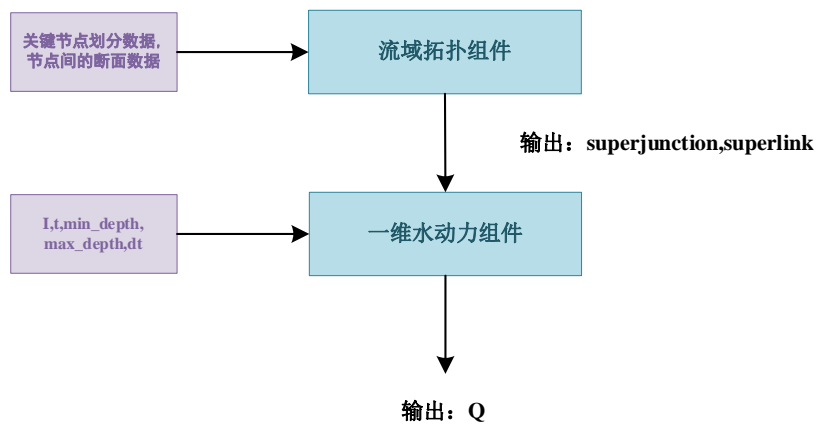 关键节点划分数据,
节点间的断面数据
流域拓扑组件
输出：superjunction,superlink
I,t,min_depth,
max_depth,dt
一维水动力组件
输出：Q